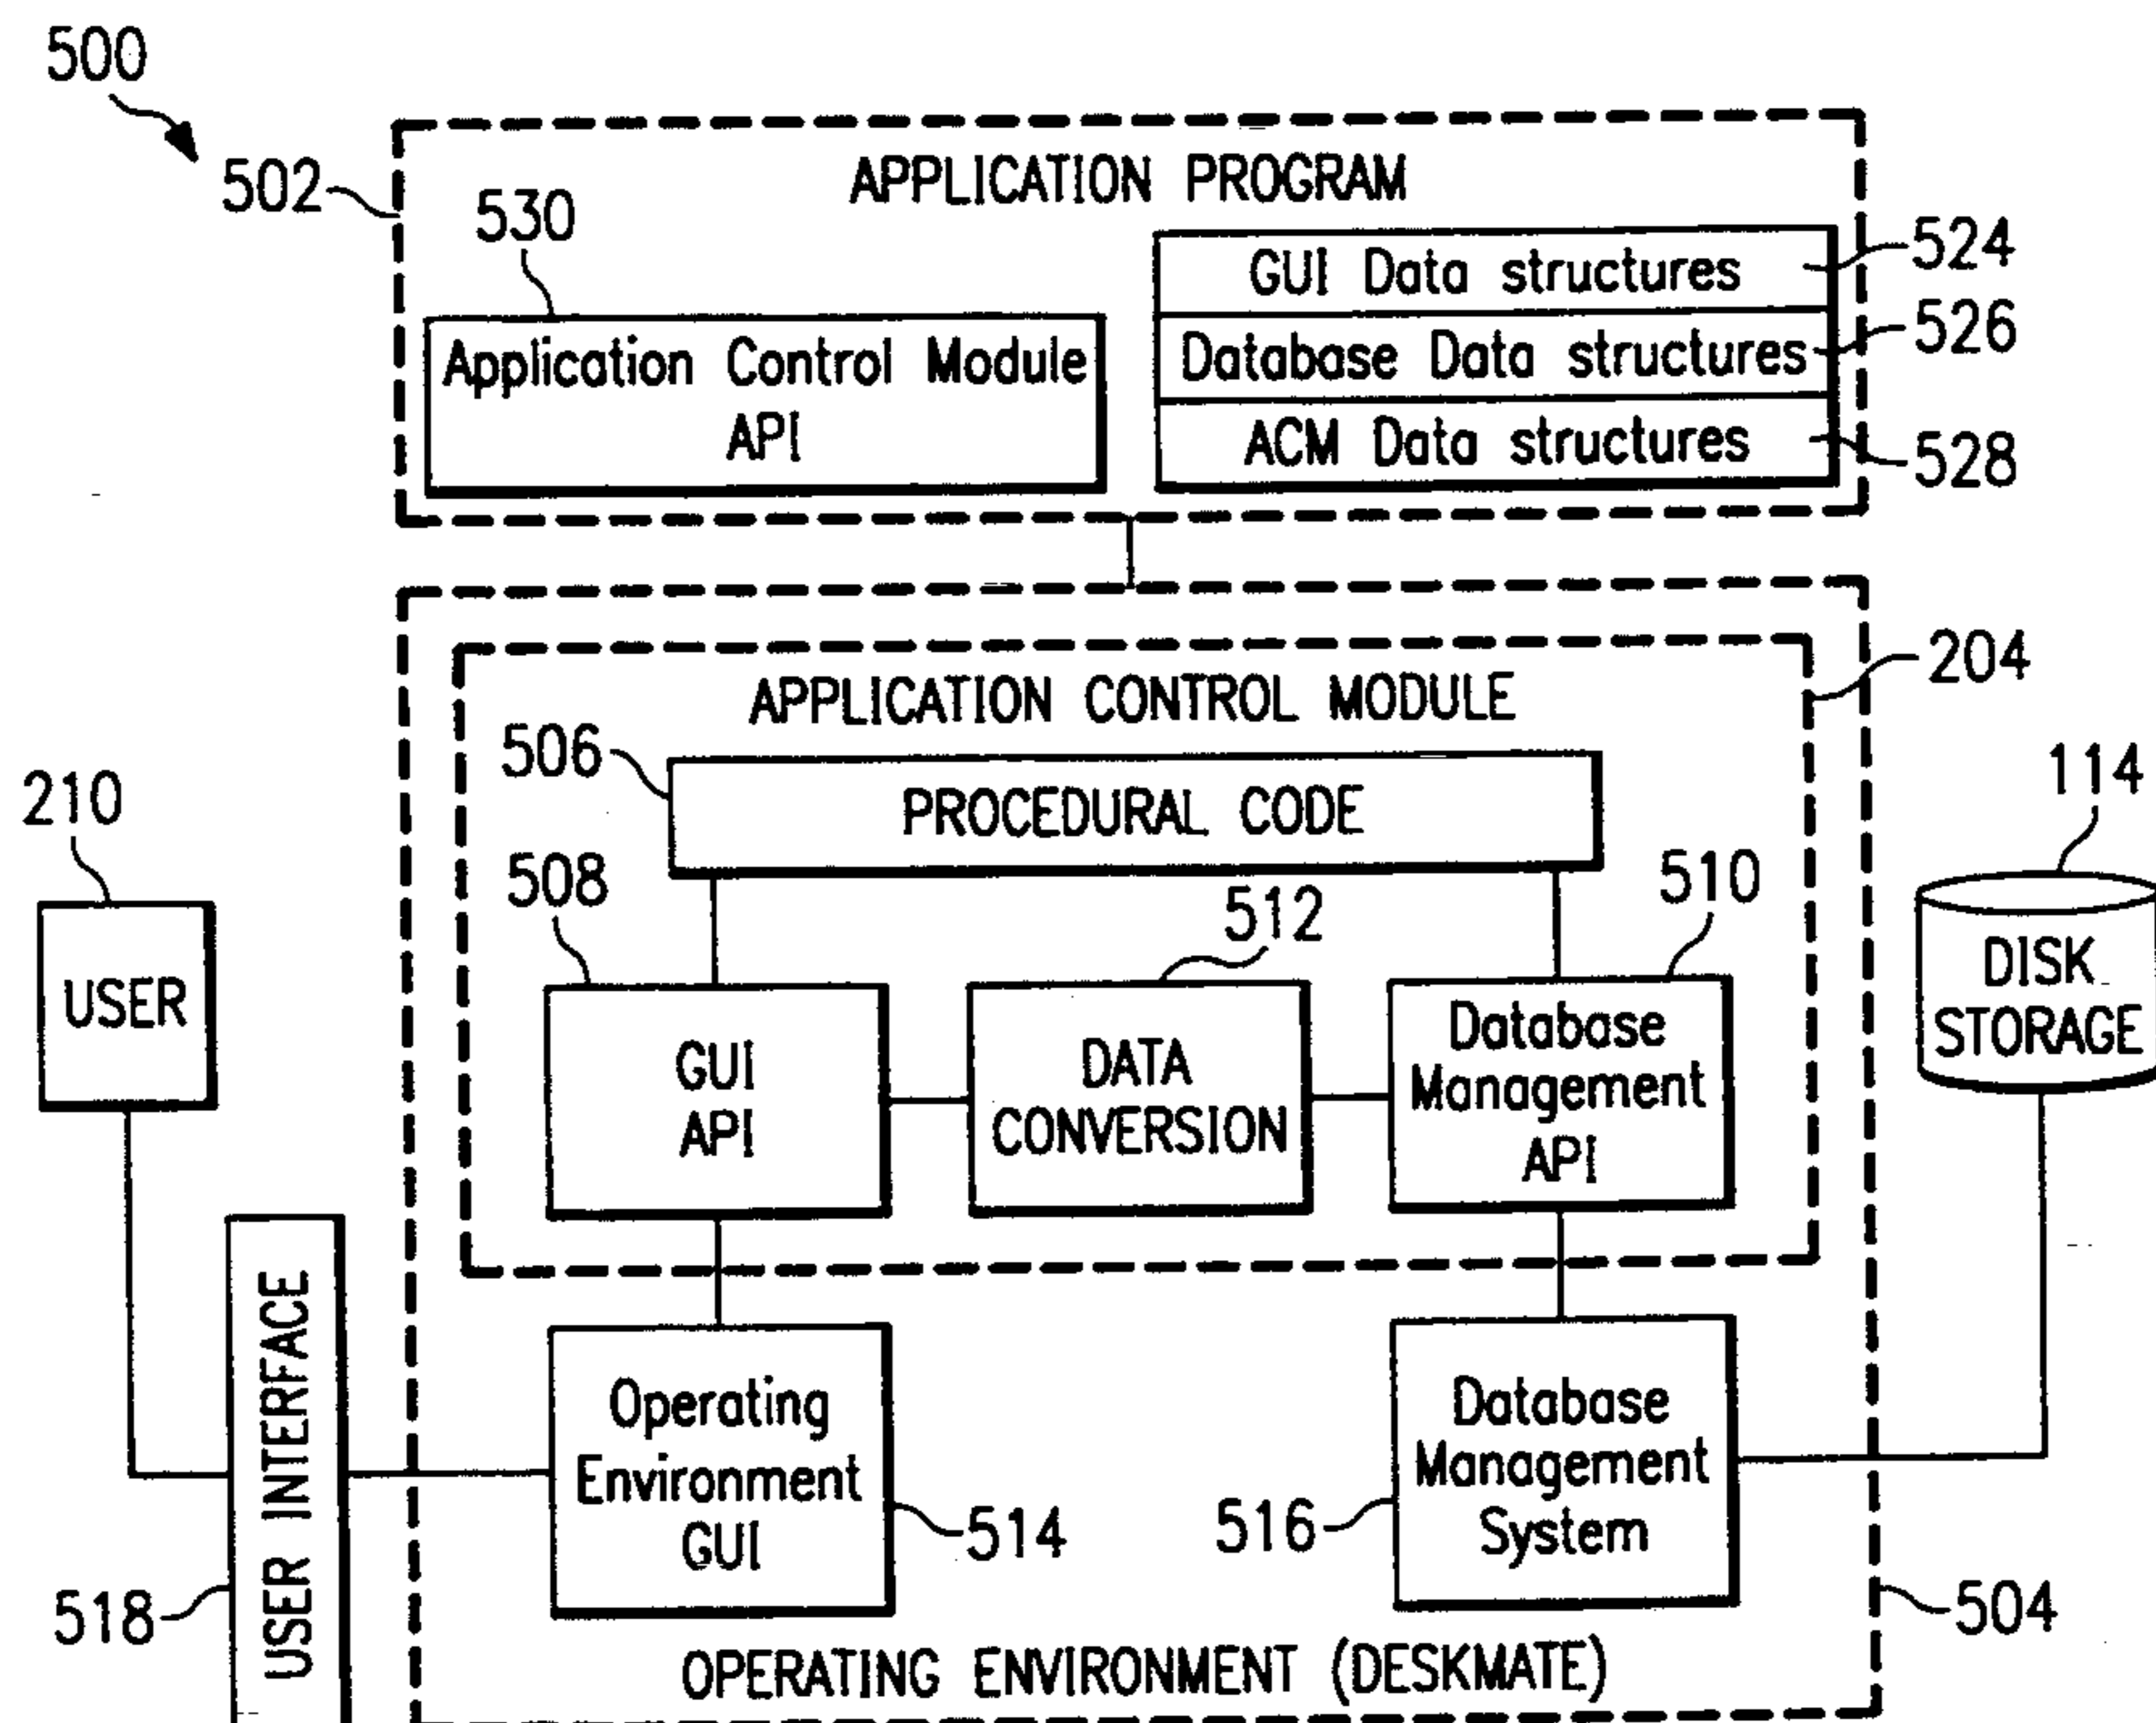 500
502
APPLICATION PROGRAM
530
Application Control Module
API
GUI Data structures
524
Database Data structures
526
ACM Data structures
528
204
APPLICATION CONTROL MODULE
506
PROCEDURAL CODE
210
USER
508
GUI
API
512
DATA
CONVERSION
510
Database
Management
API
114
DISK
STORAGE
USER INTERFACE
518
Operating
Environment
GUI
514
516
Database
Management
System
504
OPERATING ENVIRONMENT (DESKMATE)